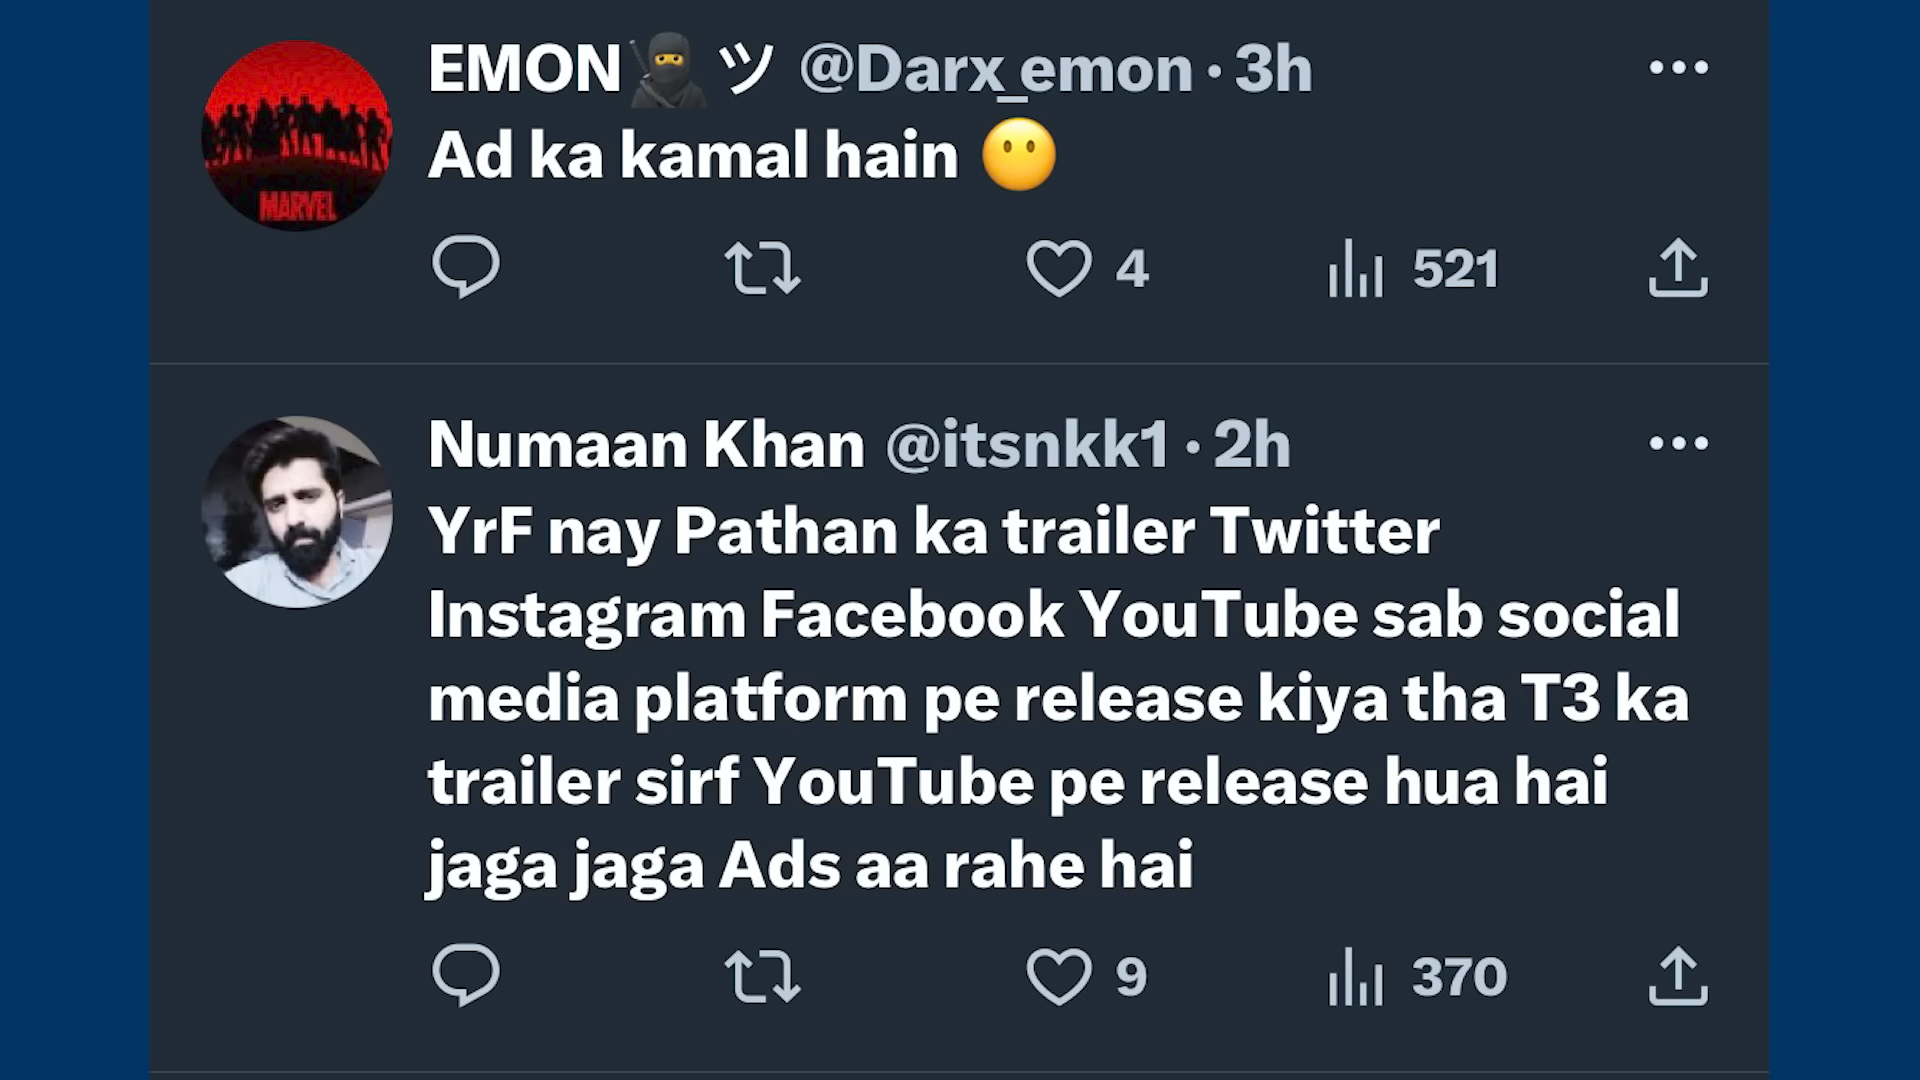 EMON🥷ツ @Darx_emon · 3h
Ad ka kamal hain 😶
4 521
MARVEL
Numaan Khan @itsnkk1 · 2h
YrF nay Pathan ka trailer Twitter
Instagram Facebook YouTube sab social
media platform pe release kiya tha T3 ka
trailer sirf YouTube pe release hua hai
jaga jaga Ads aa rahe hai
9 370